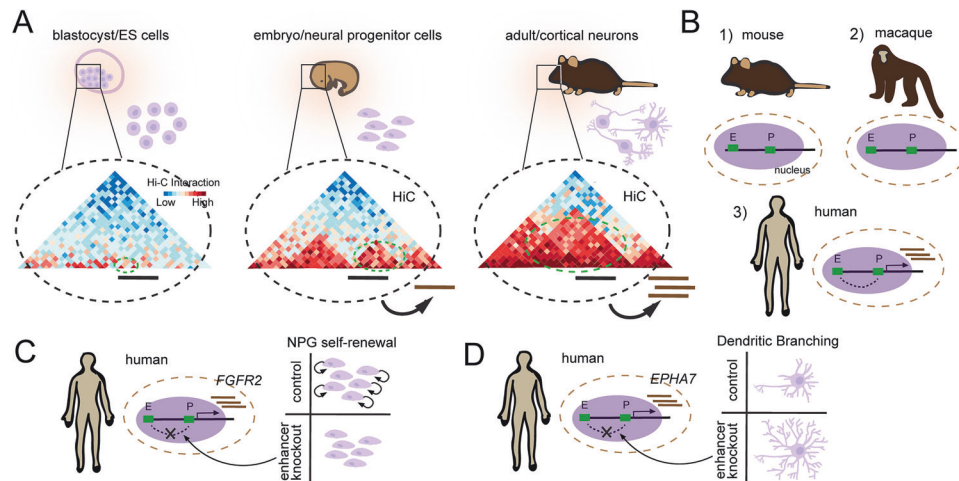 A
blastocyst/ES cells
embryo/neural progenitor cells
adult/cortical neurons
Hi-C Interaction
Low
High
HiC
HiC
B
1) mouse
2) macaque
E
P
nucleus
E
P
3)
human
E
P
C
human
FGFR2
E
P
NPG self-renewal
control
enhancer
knockout
D
human
EPHA7
E
P
Dendritic Branching
control
enhancer
knockout